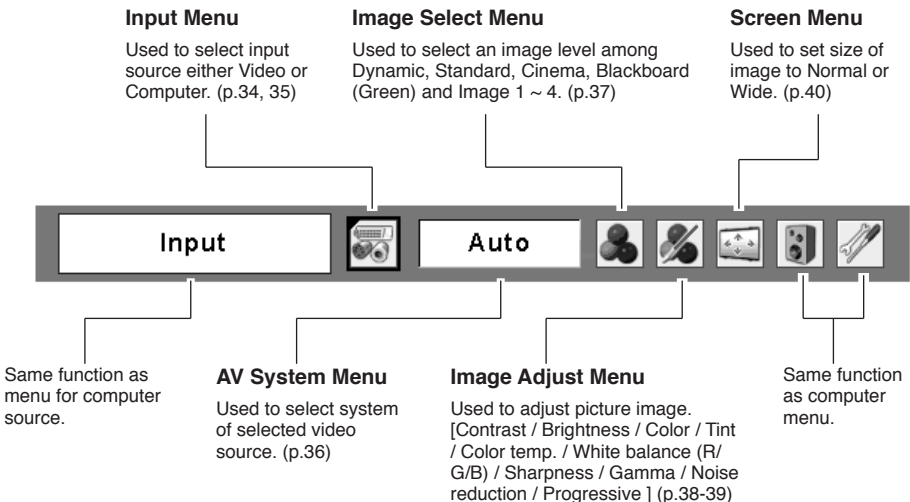 Input Menu
Used to select input
source either Video or
Computer. (p.34, 35)
Image Select Menu
Used to select an image level among
Dynamic, Standard, Cinema, Blackboard
(Green) and Image 1 ~ 4. (p.37)
Screen Menu
Used to set size of
image to Normal or
Wide. (p.40)
Input
Auto
Same function as
menu for computer
source.
AV System Menu
Used to select system
of selected video
source. (p.36)
Image Adjust Menu
Used to adjust picture image.
[Contrast / Brightness / Color / Tint
/ Color temp. / White balance (R/
G/B) / Sharpness / Gamma / Noise
reduction / Progressive ] (p.38-39)
Same function
as computer
menu.